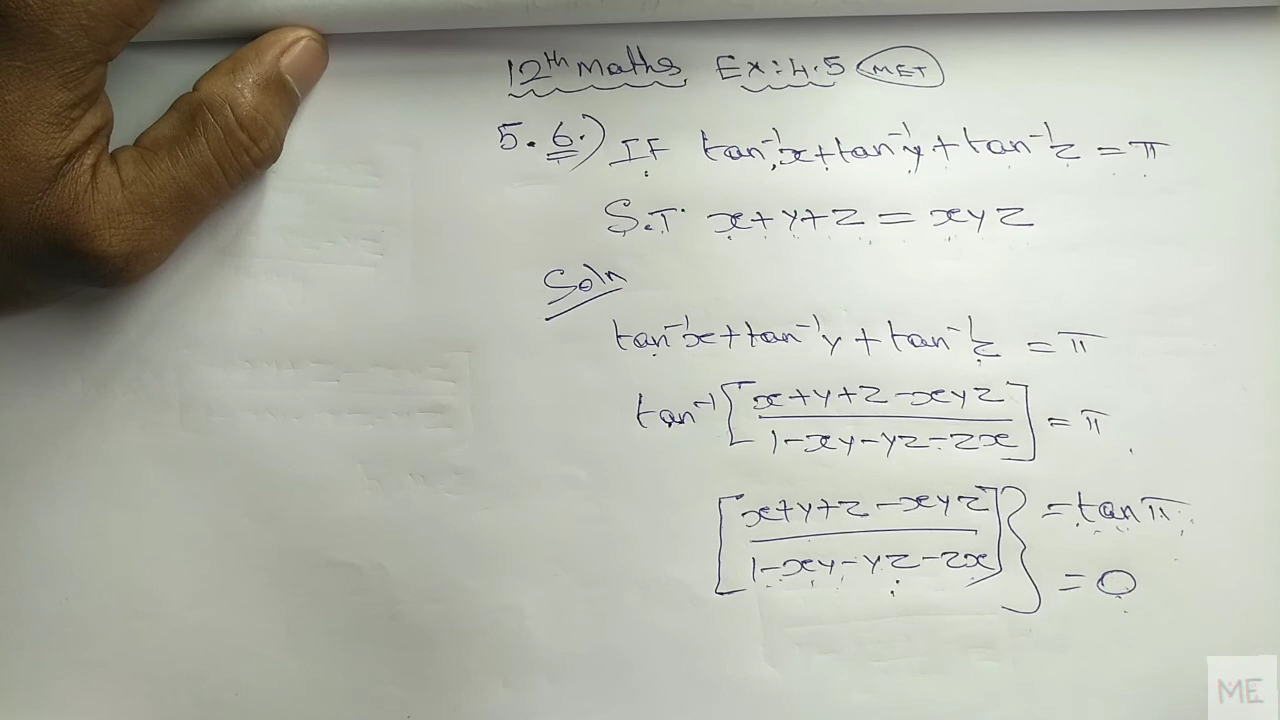 12th Maths Ex: 4.5 MET
5. 6.) IF tan⁻¹x + tan⁻¹y + tan⁻¹z = π
S.T. x + y + z = xyz
Soln
tan⁻¹x + tan⁻¹y + tan⁻¹z = π
tan⁻¹ [ (x+y+z-xyz) / (1-xy-yz-zx) ] = π
[ (x+y+z-xyz) / (1-xy-yz-zx) ] } = tan π
= 0
ME